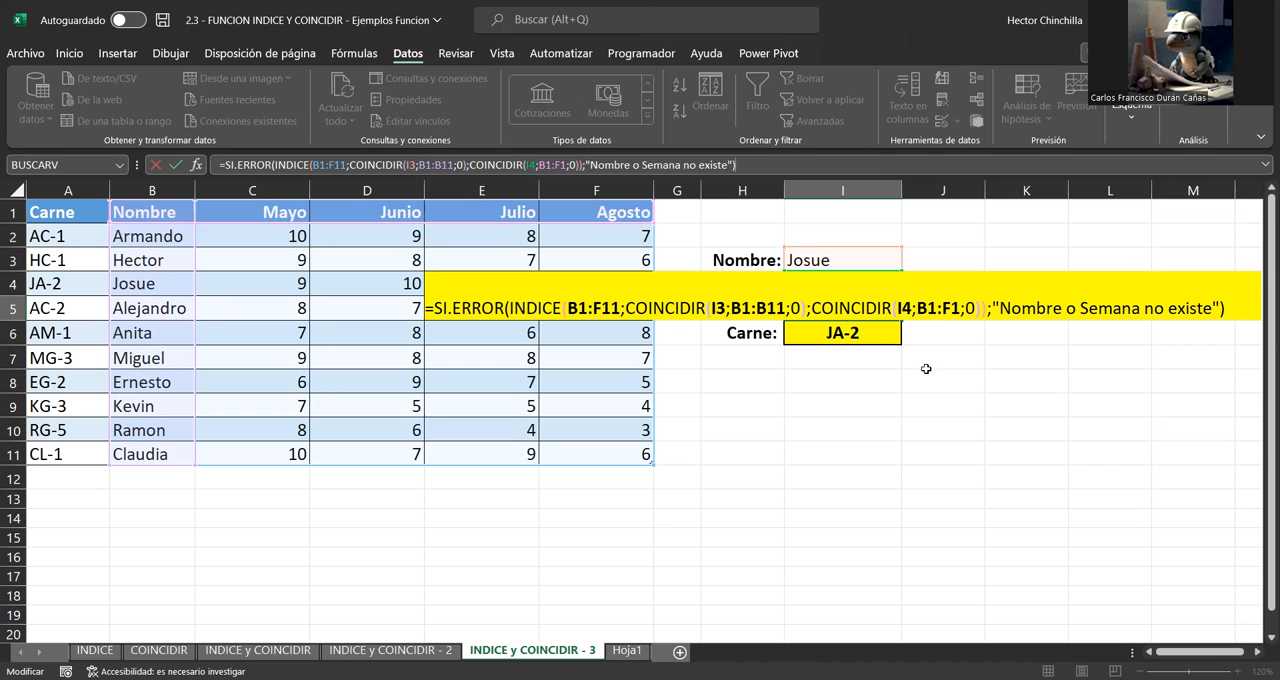 Autoguardado
2.3 - FUNCION INDICE Y COINCIDIR - Ejemplos Funcion
Buscar (Alt+Q)
Hector Chinchilla
Carlos Francisco Durán Cañas
Archivo Inicio Insertar Dibujar Disposición de página Fórmulas Datos Revisar Vista Automatizar Programador Ayuda Power Pivot
Obtener datos
De texto/CSV
De la web
De una tabla o rango
Desde una imagen
Fuentes recientes
Conexiones existentes
Obtener y transformar datos
Actualizar todo
Consultas y conexiones
Propiedades
Editar vínculos
Consultas y conexiones
Cotizaciones
Monedas
Tipos de datos
Ordenar
Filtro
Borrar
Volver a aplicar
Avanzadas
Ordenar y filtrar
Texto en columnas
Herramientas de datos
Análisis de hipótesis
Previsión
Análisis
BUSCARV
fx
=SI.ERROR(INDICE(B1:F11;COINCIDIR(I3;B1:B11;0);COINCIDIR(I4;B1:F1;0));"Nombre o Semana no existe")
A B C D E F G H I J K L M
1 Carne Nombre Mayo Junio Julio Agosto
2 AC-1 Armando 10 9 8 7
3 HC-1 Hector 9 8 7 6 Nombre: Josue
4 JA-2 Josue 9 10
5 AC-2 Alejandro 8 7 =SI.ERROR(INDICE(B1:F11;COINCIDIR(I3;B1:B11;0);COINCIDIR(I4;B1:F1;0));"Nombre o Semana no existe")
6 AM-1 Anita 7 8 6 8 Carne: JA-2
7 MG-3 Miguel 9 8 8 7
8 EG-2 Ernesto 6 9 7 5
9 KG-3 Kevin 7 5 5 4
10 RG-5 Ramon 8 6 4 3
11 CL-1 Claudia 10 7 9 6
12
13
14
15
16
17
18
19
20
INDICE COINCIDIR INDICE y COINCIDIR INDICE y COINCIDIR - 2 INDICE y COINCIDIR - 3 Hoja1
Modificar
Accesibilidad: es necesario investigar
120%